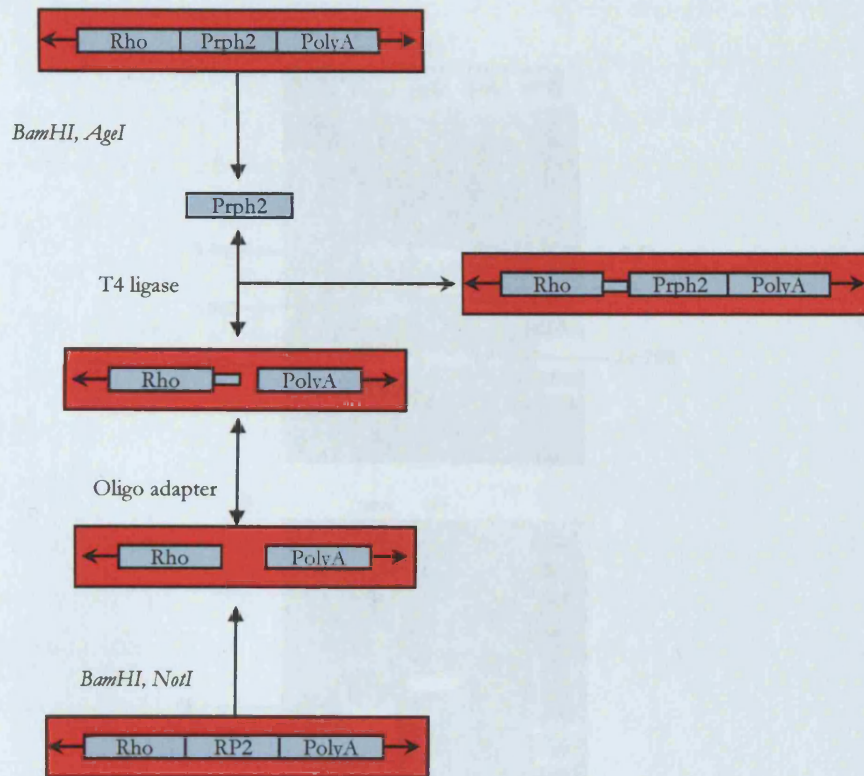 Rho Prph2 PolyA
BamHI, AgeI
Prph2
T4 ligase
Rho Prph2 PolyA
Rho PolyA
Oligo adapter
Rho PolyA
BamHI, NotI
Rho RP2 PolyA